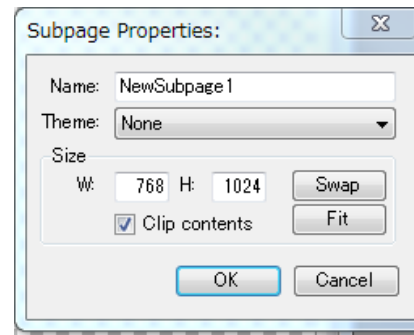 Subpage Properties:
Name: NewSubpage1
Theme: None
Size
W: 768 H: 1024 Swap
Clip contents Fit
OK Cancel